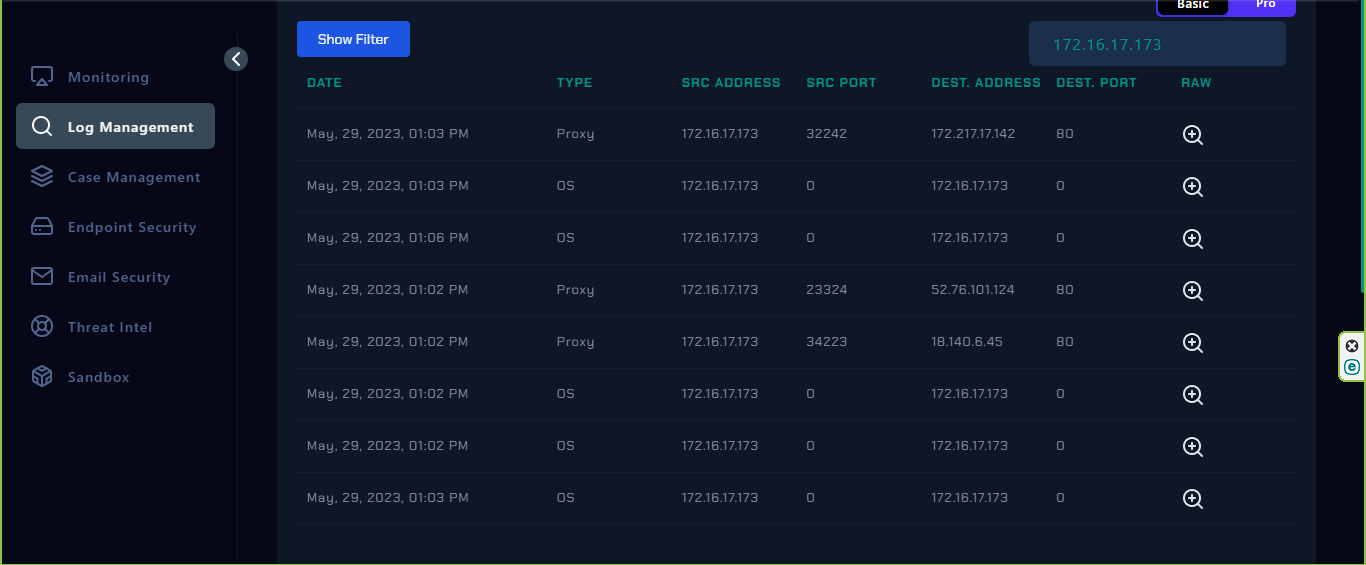 Basic Pro
Show Filter
172.16.17.173
Monitoring
Log Management
Case Management
Endpoint Security
Email Security
Threat Intel
Sandbox
DATE TYPE SRC ADDRESS SRC PORT DEST. ADDRESS DEST. PORT RAW
May, 29, 2023, 01:03 PM Proxy 172.16.17.173 32242 172.217.17.142 80
May, 29, 2023, 01:03 PM OS 172.16.17.173 0 172.16.17.173 0
May, 29, 2023, 01:06 PM OS 172.16.17.173 0 172.16.17.173 0
May, 29, 2023, 01:02 PM Proxy 172.16.17.173 23324 52.76.101.124 80
May, 29, 2023, 01:02 PM Proxy 172.16.17.173 34223 18.140.6.45 80
May, 29, 2023, 01:02 PM OS 172.16.17.173 0 172.16.17.173 0
May, 29, 2023, 01:02 PM OS 172.16.17.173 0 172.16.17.173 0
May, 29, 2023, 01:03 PM OS 172.16.17.173 0 172.16.17.173 0
e